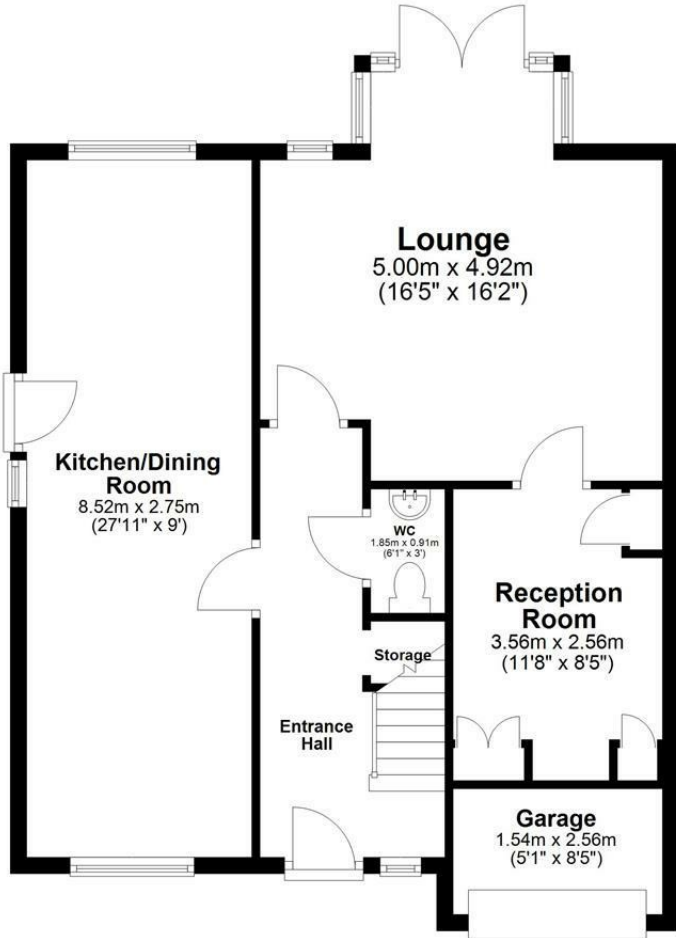 Lounge
5.00m x 4.92m
(16'5" x 16'2")
Kitchen/Dining
Room
8.52m x 2.75m
(27'11" x 9')
WC
1.85m x 0.91m
(6'1" x 3')
Reception
Room
3.56m x 2.56m
(11'8" x 8'5")
Storage
Entrance
Hall
Garage
1.54m x 2.56m
(5'1" x 8'5")